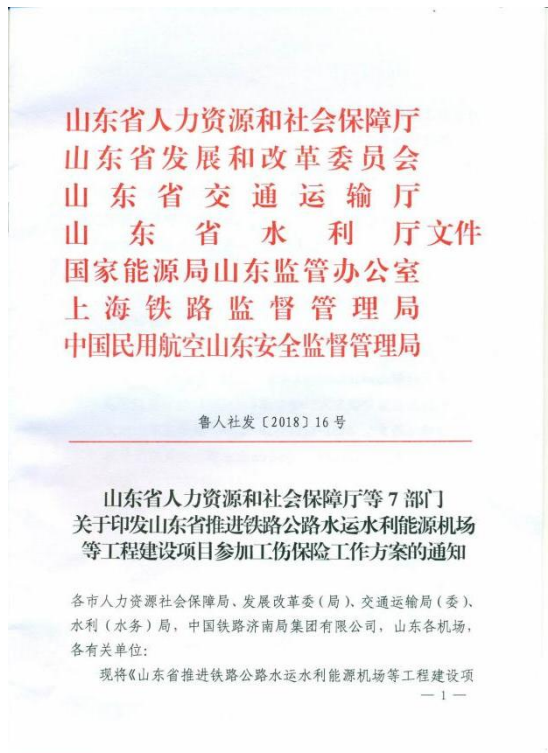 山东省人力资源和社会保障厅
山东省发展和改革委员会
山东省交通运输厅
山东省水利厅文件
国家能源局山东监管办公室
上海铁路监督管理局
中国民用航空山东安全监督管理局
鲁人社发〔2018〕16号
山东省人力资源和社会保障厅等7部门
关于印发山东省推进铁路公路水运水利能源机场
等工程建设项目参加工伤保险工作方案的通知
各市人力资源社会保障局、发展改革委(局)、交通运输局(委)、
水利(水务)局,中国铁路济南局集团有限公司,山东各机场,
各有关单位:
现将《山东省推进铁路公路水运水利能源机场等工程建设项
— 1 —